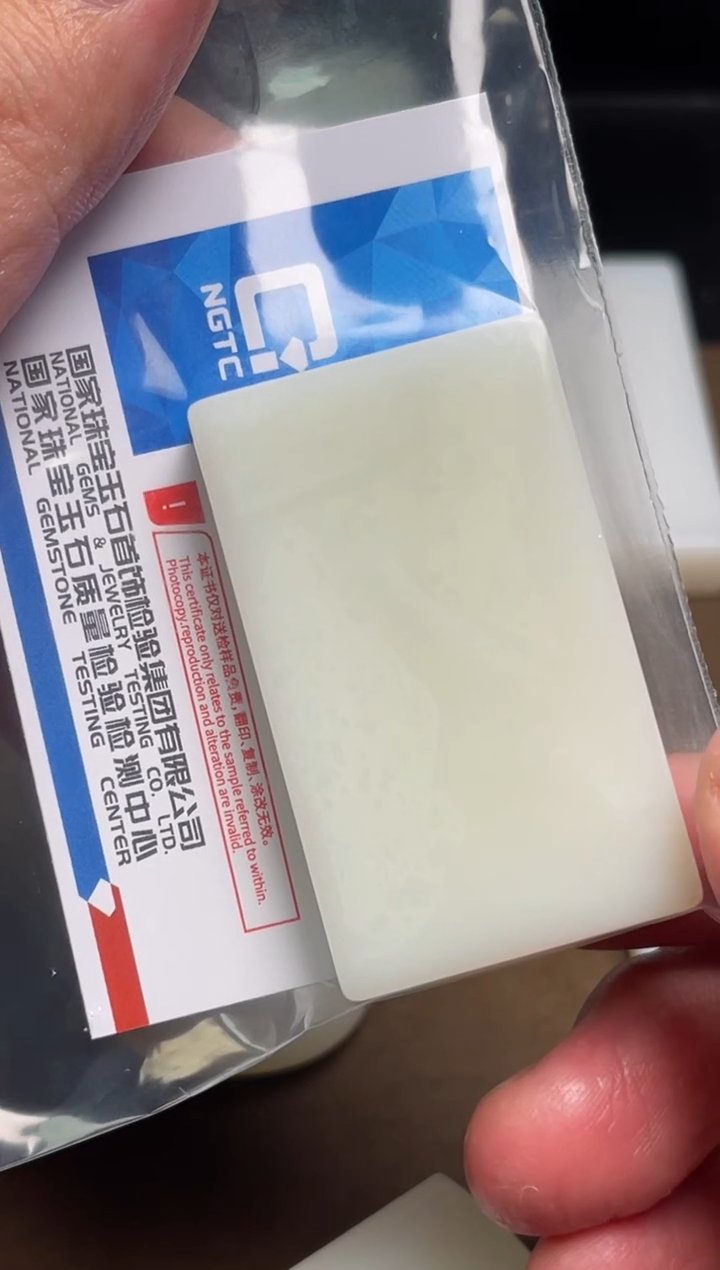 NGTC
国家珠宝玉石首饰检验集团有限公司
NATIONAL GEMS & JEWELRY TESTING CO. LTD.
国家珠宝玉石质量检验检测中心
NATIONAL GEMSTONE TESTING CENTER
!
本证书仅对送检样品负责，翻印、复制、涂改无效。
This certificate only relates to the sample referred to within.
Photocopy,reproduction and alteration are invalid.